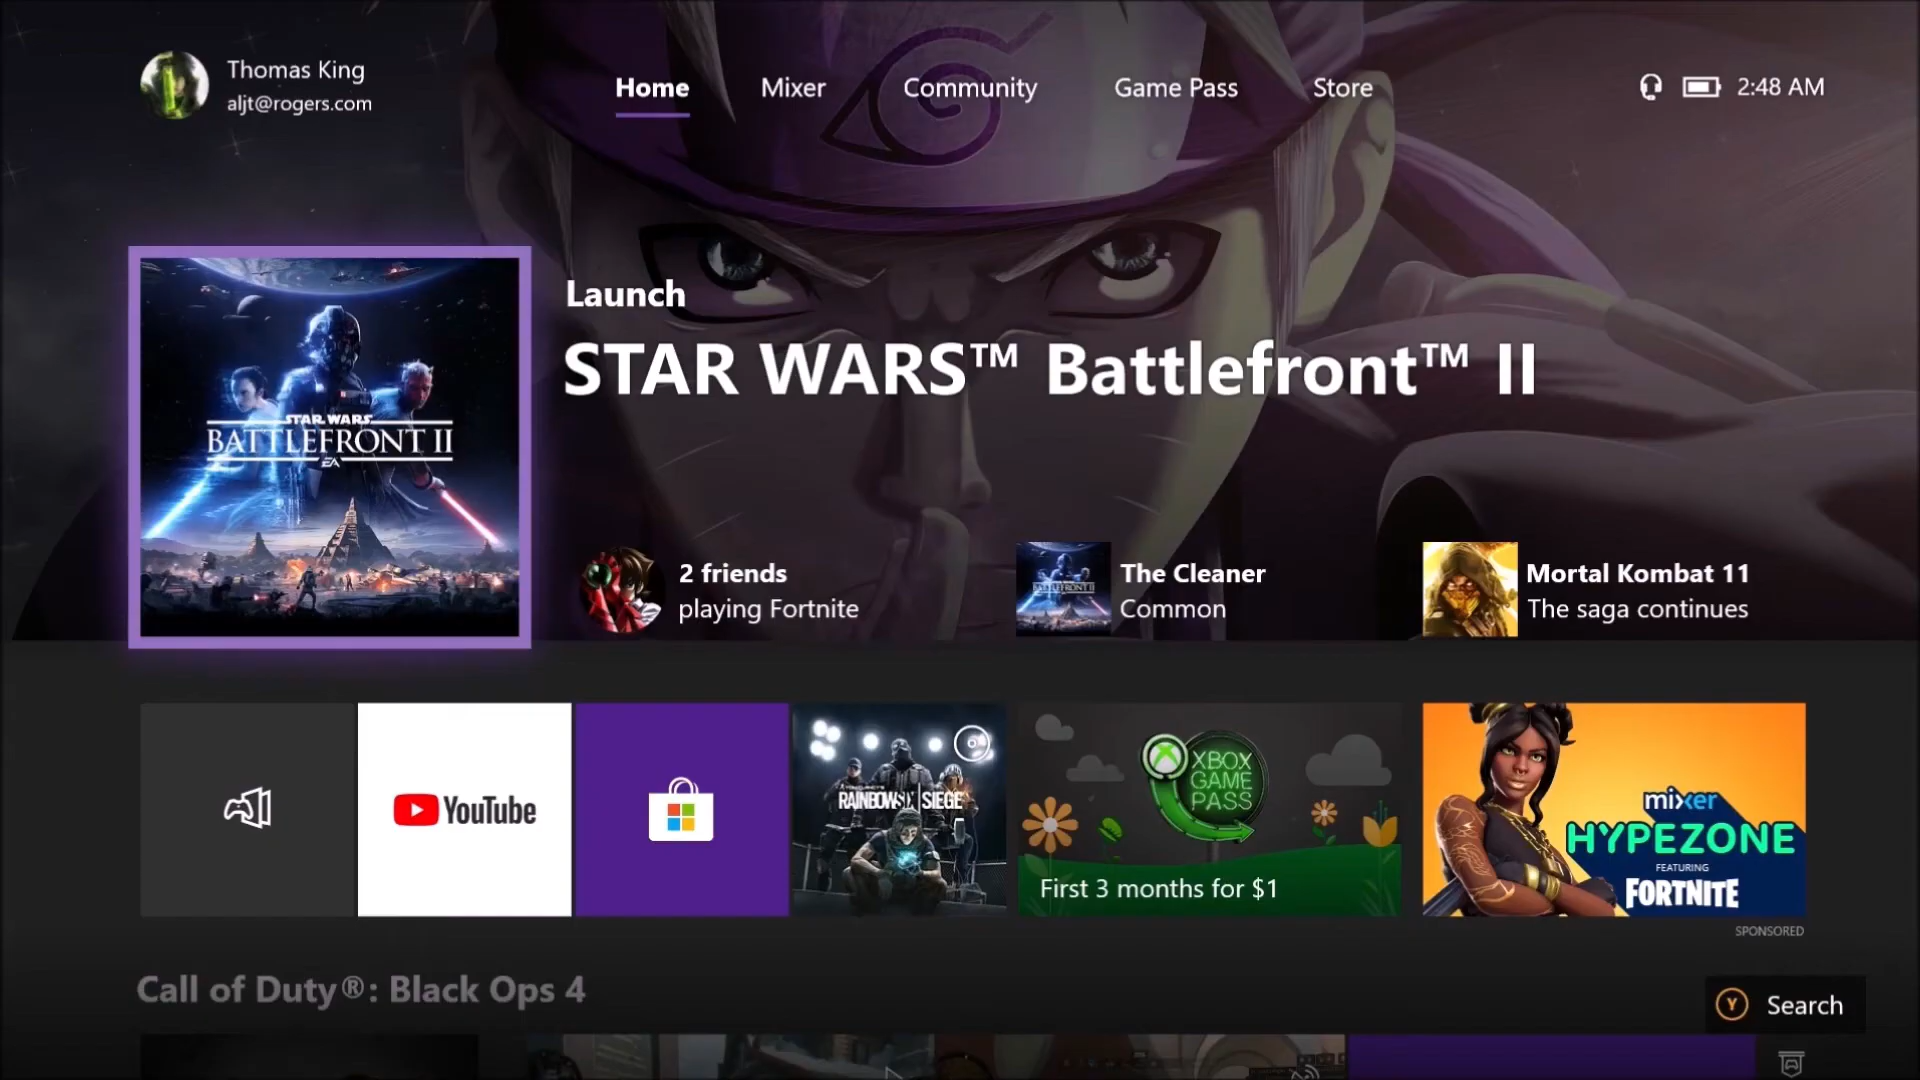 Thomas King
aljt@rogers.com
Home
Mixer
Community
Game Pass
Store
2:48 AM
Launch
STAR WARS™ Battlefront™ II
STAR WARS
BATTLEFRONT II
EA
2 friends
playing Fortnite
BATTLEFRONT II
The Cleaner
Common
Mortal Kombat 11
The saga continues
YouTube
RAINBOW SIX SIEGE
XBOX
GAME
PASS
First 3 months for $1
mixer
HYPEZONE
FEATURING
FORTNITE
SPONSORED
Call of Duty®: Black Ops 4
Y Search